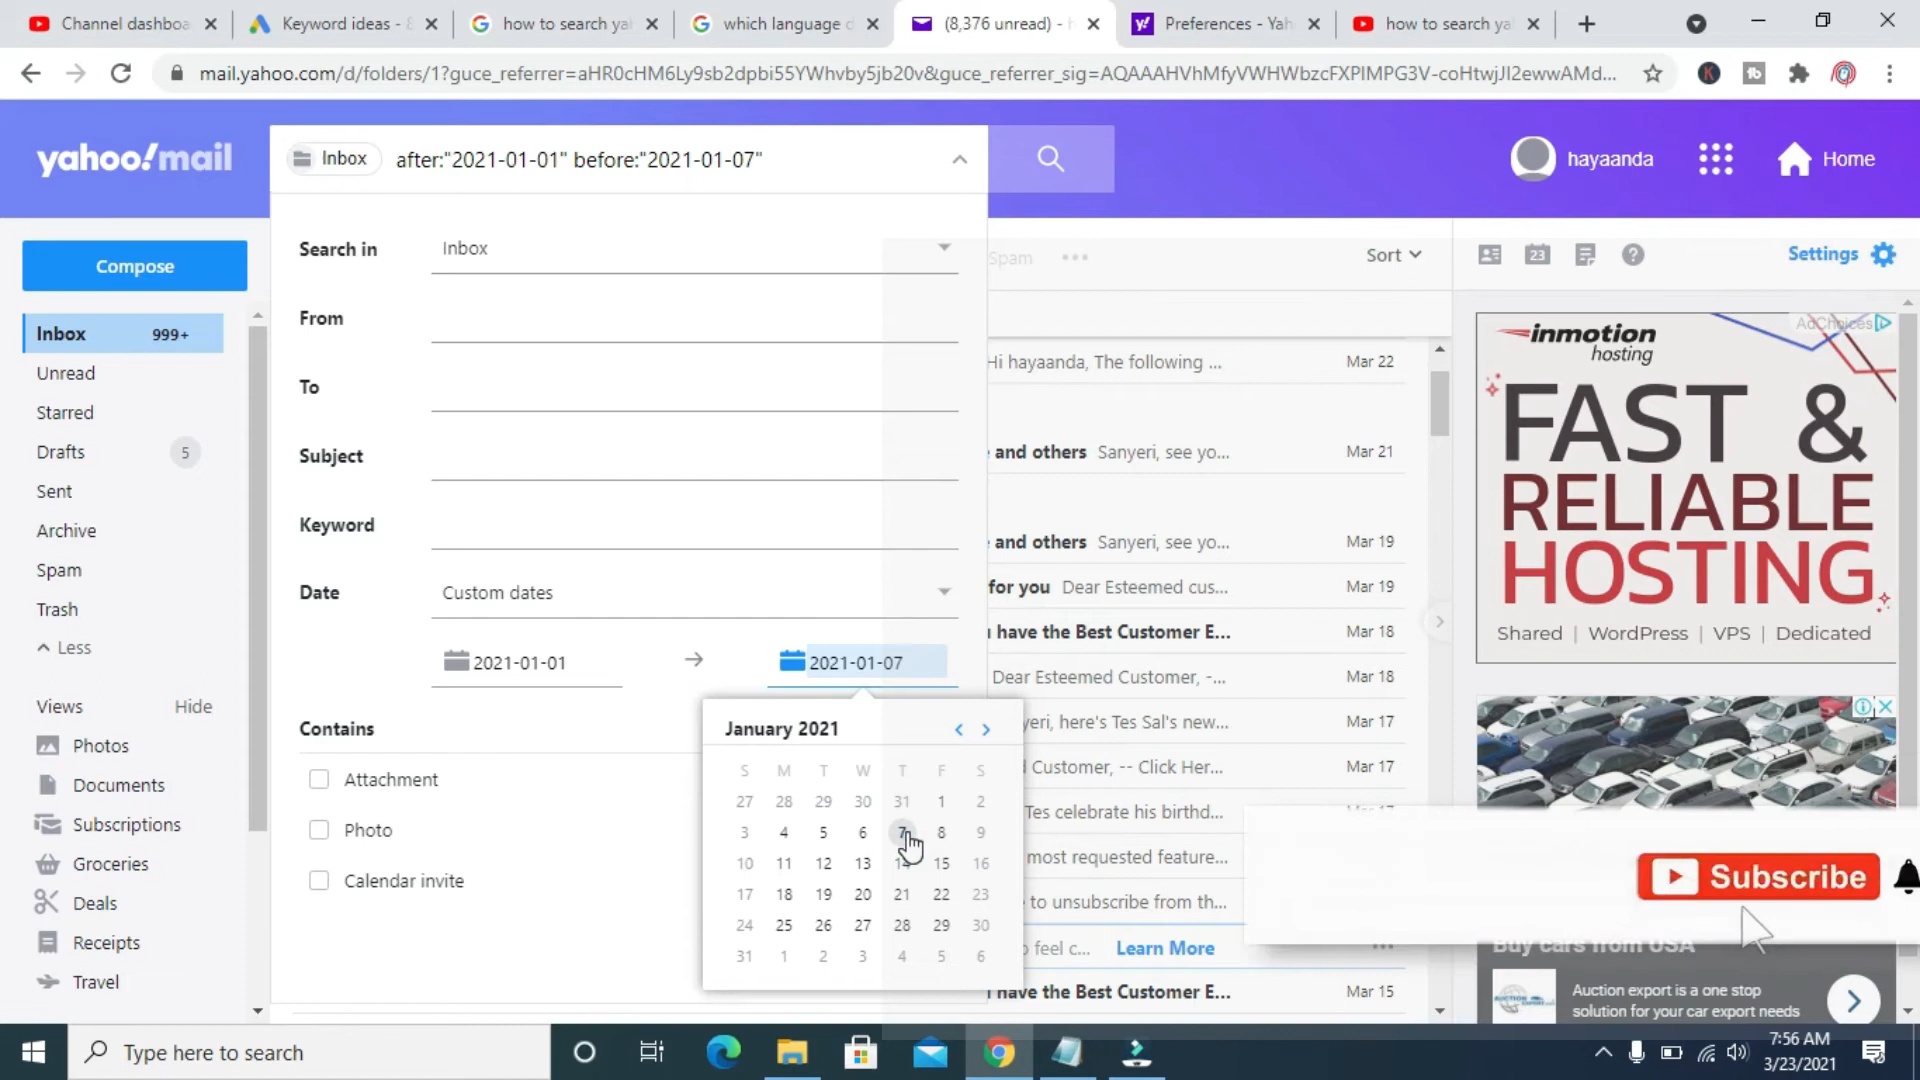 Channel dashboa
Keyword ideas - 8
how to search ya
which language d
(8,376 unread) - h
Preferences - Yah
how to search ya
mail.yahoo.com/d/folders/1?guce_referrer=aHR0cHM6Ly9sb2dpbi55YWhvby5jb20v&guce_referrer_sig=AQAAAHVhMfyVWHWbzcFXPlMPG3V-coHtwjJl2ewwAMd...
yahoo!mail
Inbox
after:"2021-01-01" before:"2021-01-07"
hayaanda
Home
Compose
Inbox 999+
Unread
Starred
Drafts 5
Sent
Archive
Spam
Trash
Less
Views Hide
Photos
Documents
Subscriptions
Groceries
Deals
Receipts
Travel
Search in Inbox
From
To
Subject
Keyword
Date Custom dates
2021-01-01 → 2021-01-07
Contains
Attachment
Photo
Calendar invite
January 2021
S M T W T F S
27 28 29 30 31 1 2
3 4 5 6 7 8 9
10 11 12 13 14 15 16
17 18 19 20 21 22 23
24 25 26 27 28 29 30
31 1 2 3 4 5 6
Spam ••• Sort
Hi hayaanda, The following ... Mar 22
and others Sanyeri, see yo... Mar 21
and others Sanyeri, see yo... Mar 19
for you Dear Esteemed cus... Mar 19
have the Best Customer E... Mar 18
Dear Esteemed Customer, -... Mar 18
yeri, here's Tes Sal's new... Mar 17
d Customer, -- Click Her... Mar 17
Tes celebrate his birthd...
most requested feature...
to unsubscribe from th...
o feel c... Learn More
have the Best Customer E... Mar 15
23
Settings
AdChoices
inmotion
hosting
FAST &
RELIABLE
HOSTING
Shared | WordPress | VPS | Dedicated
Subscribe
Buy cars from USA
Auction export is a one stop
solution for your car export needs
Type here to search
7:56 AM
3/23/2021